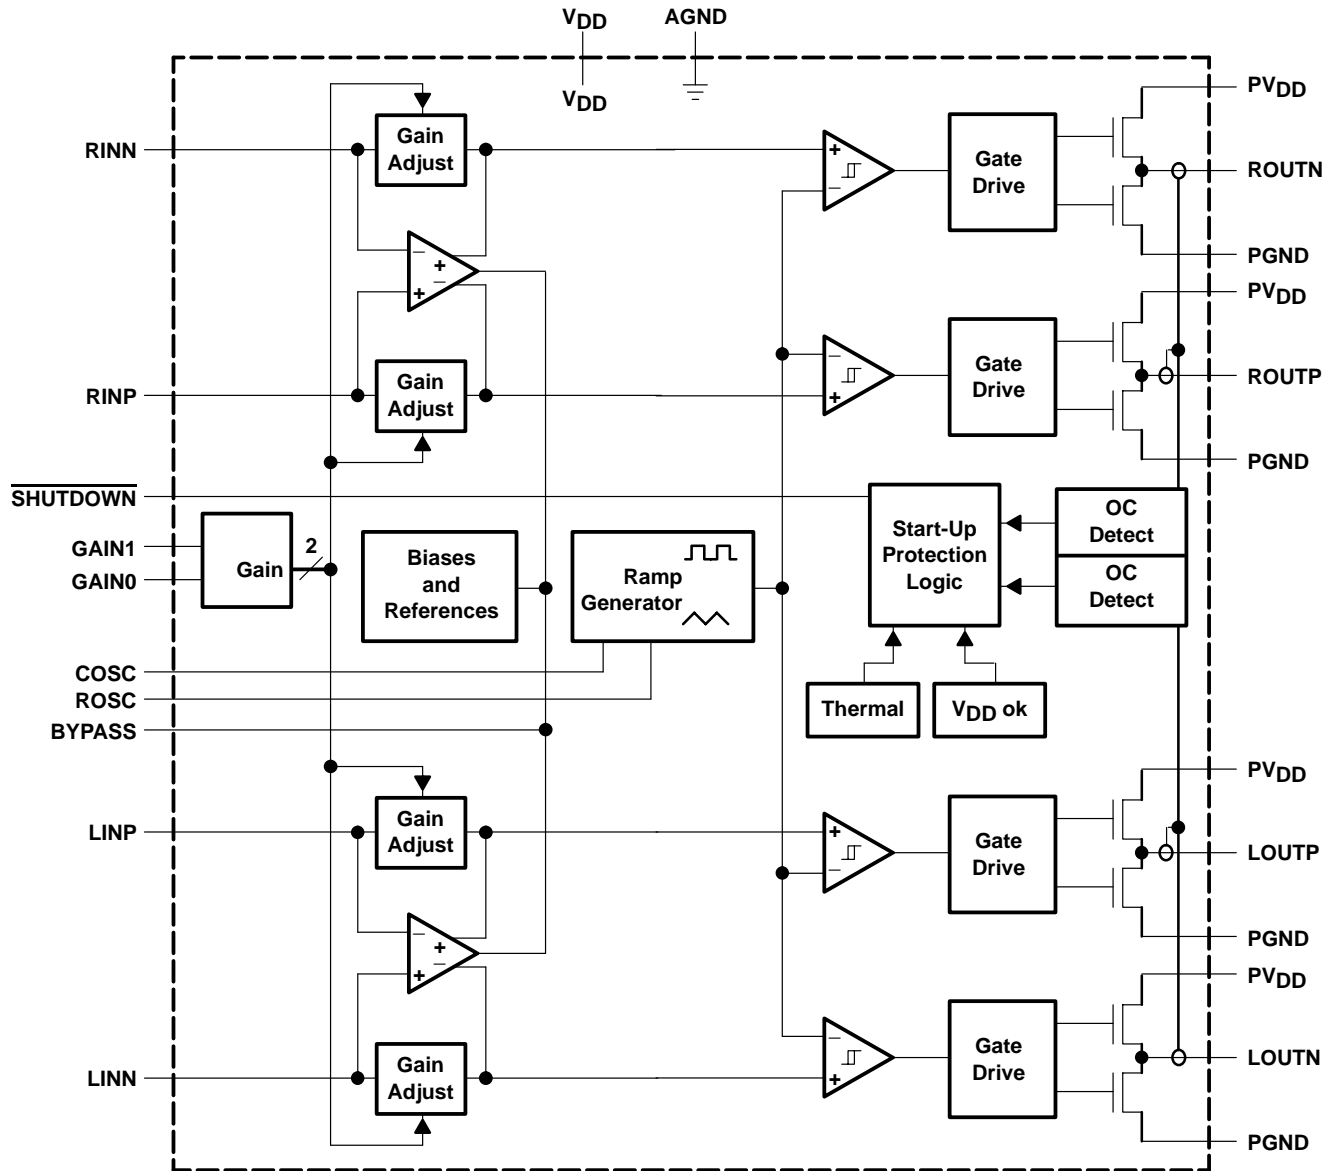 VDD
AGND
VDD
PVDD
RINN
Gain
Adjust
+
−
Gate
Drive
ROUTN
−
+
−
+
PGND
PVDD
RINP
Gain
Adjust
−
+
Gate
Drive
ROUTP
PGND
SHUTDOWN
GAIN1
GAIN0
Gain
2
Biases
and
References
Ramp
Generator
Start-Up
Protection
Logic
OC
Detect
OC
Detect
COSC
ROSC
BYPASS
Thermal
VDD ok
PVDD
LINP
Gain
Adjust
+
−
Gate
Drive
LOUTP
−
+
−
+
PGND
PVDD
LINN
Gain
Adjust
−
+
Gate
Drive
LOUTN
PGND